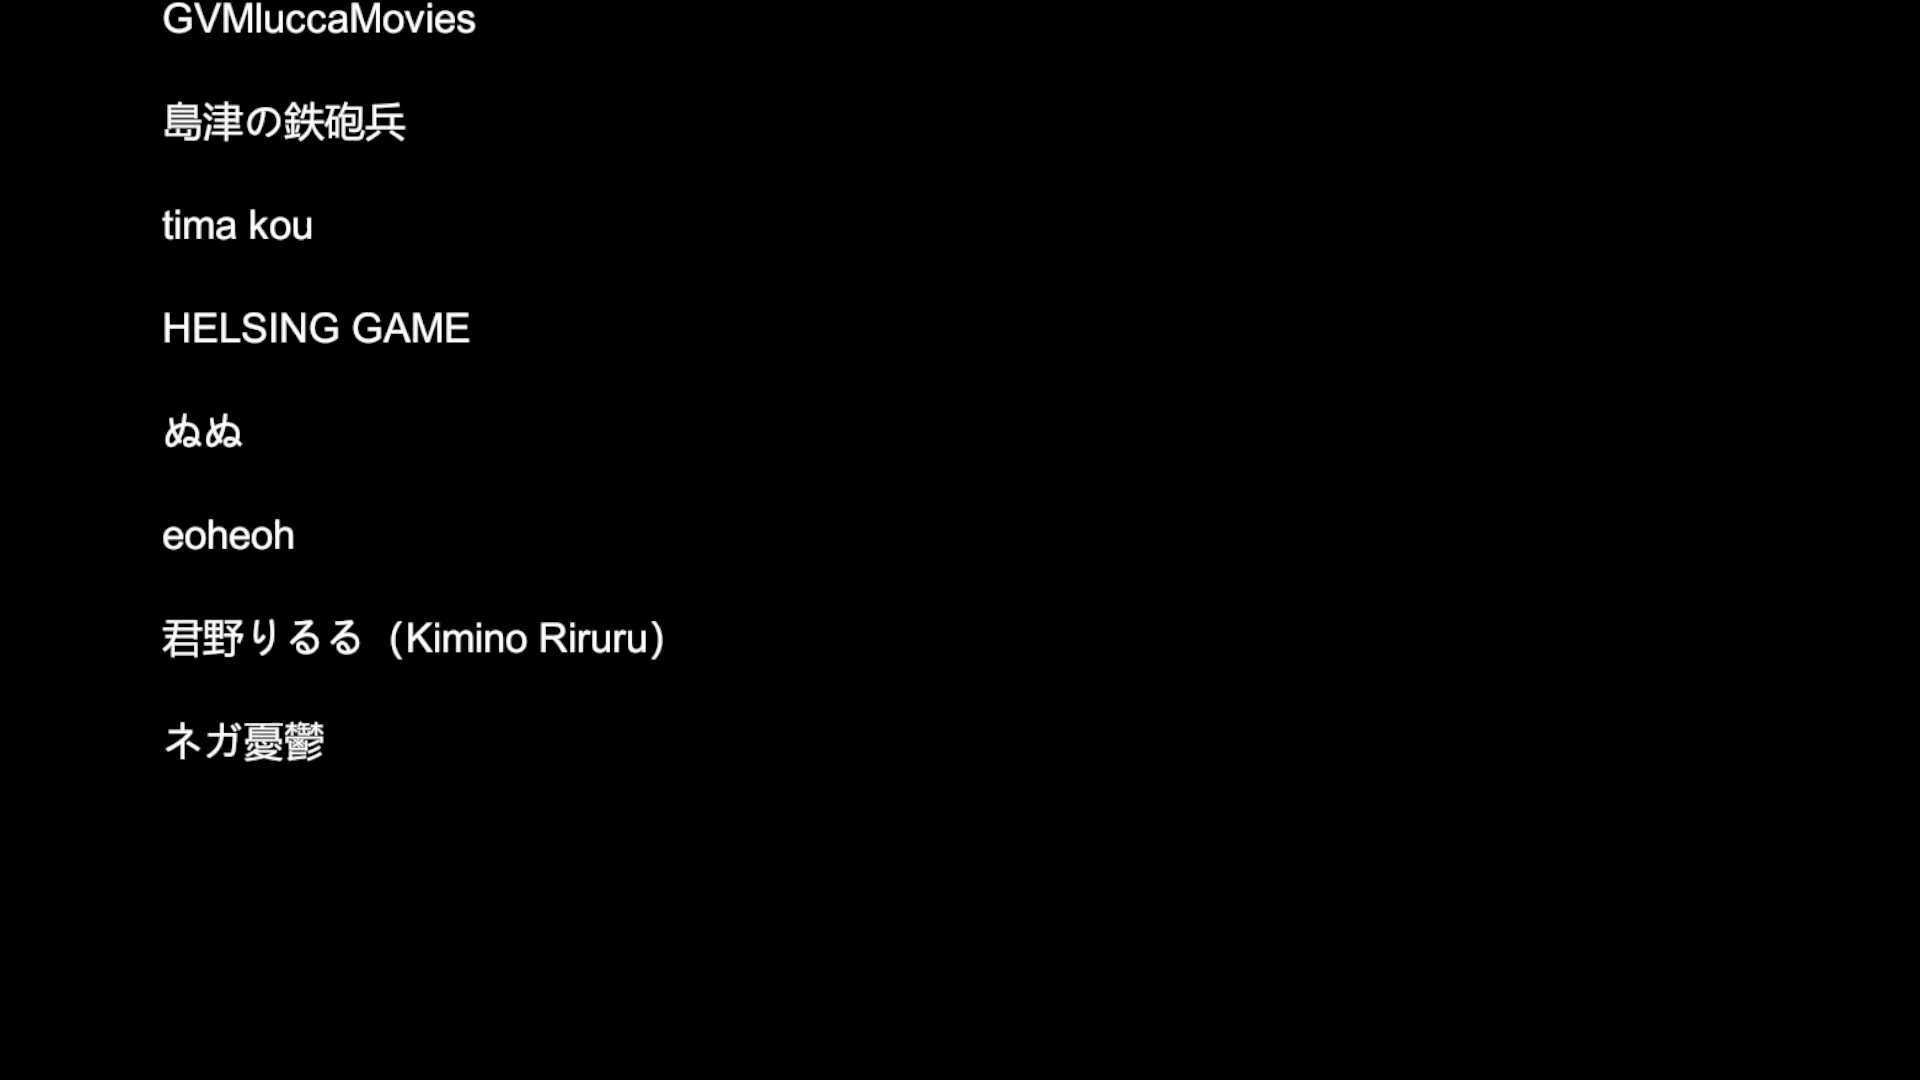 GVMluccaMovies
島津の鉄砲兵
tima kou
HELSING GAME
ぬぬ
eoheoh
君野りるる（Kimino Riruru）
ネガ憂鬱